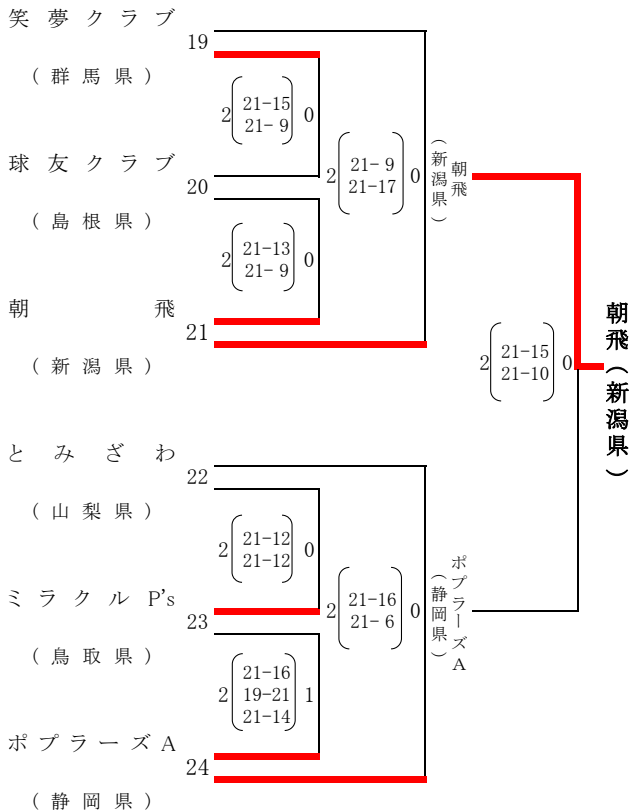 笑夢クラブ
19
(群馬県)
2 21-15 0
21- 9
球友クラブ
20
(島根県)
2 21- 9 0
21-17
朝飛
(新潟県)
2 21-13 0
21- 9
朝飛
21
(新潟県)
2 21-15 0
21-10
朝飛(新潟県)
とみざわ
22
(山梨県)
2 21-12 0
21-12
ミラクルP's
23
(鳥取県)
2 21-16 0
21- 6
ポプラーズA
(静岡県)
2 21-16 1
19-21
21-14
ポプラーズA
24
(静岡県)